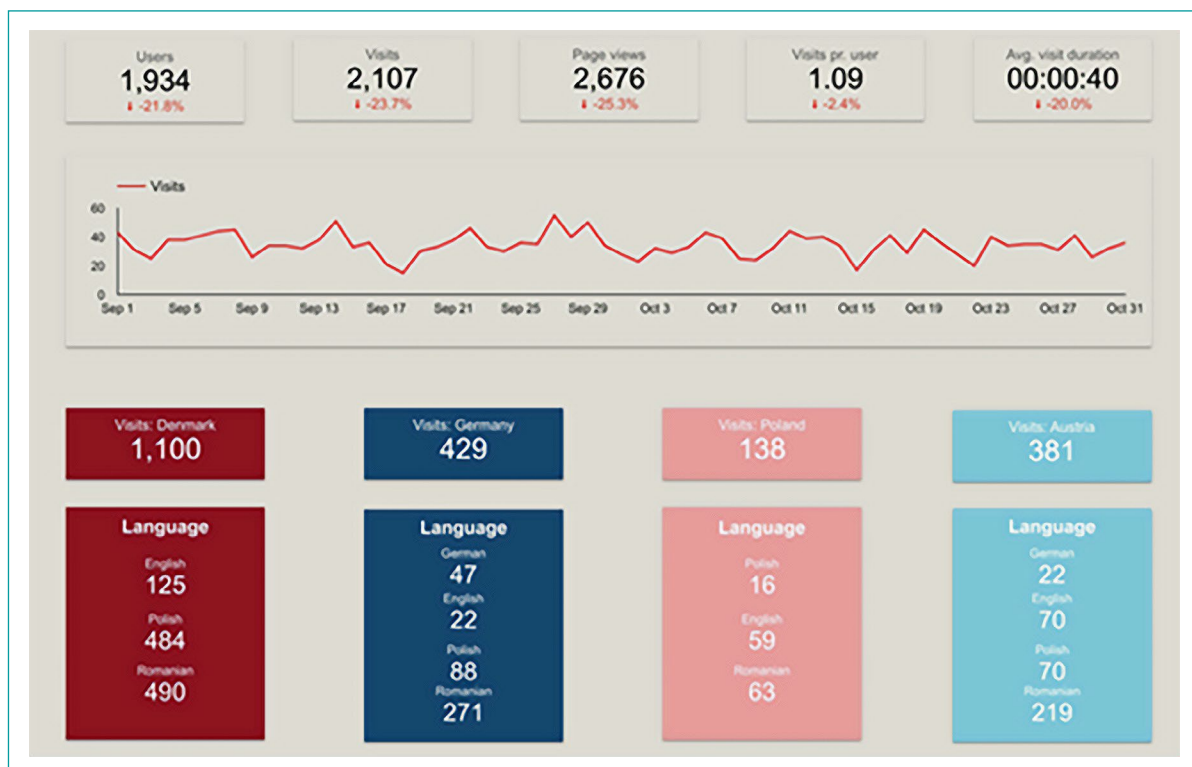 Users
1,934
⬇ -21.8%
Visits
2,107
⬇ -23.7%
Page views
2,676
⬇ -25.3%
Visits pr. user
1.09
⬇ -2.4%
Avg. visit duration
00:00:40
⬇ -20.0%
Visits
60
40
20
0
Sep 1 Sep 5 Sep 9 Sep 13 Sep 17 Sep 21 Sep 25 Sep 29 Oct 3 Oct 7 Oct 11 Oct 15 Oct 19 Oct 23 Oct 27 Oct 31
Visits: Denmark
1,100
Visits: Germany
429
Visits: Poland
138
Visits: Austria
381
Language
English
125
Polish
484
Romanian
490
Language
German
47
English
22
Polish
88
Romanian
271
Language
Polish
16
English
59
Romanian
63
Language
German
22
English
70
Polish
70
Romanian
219